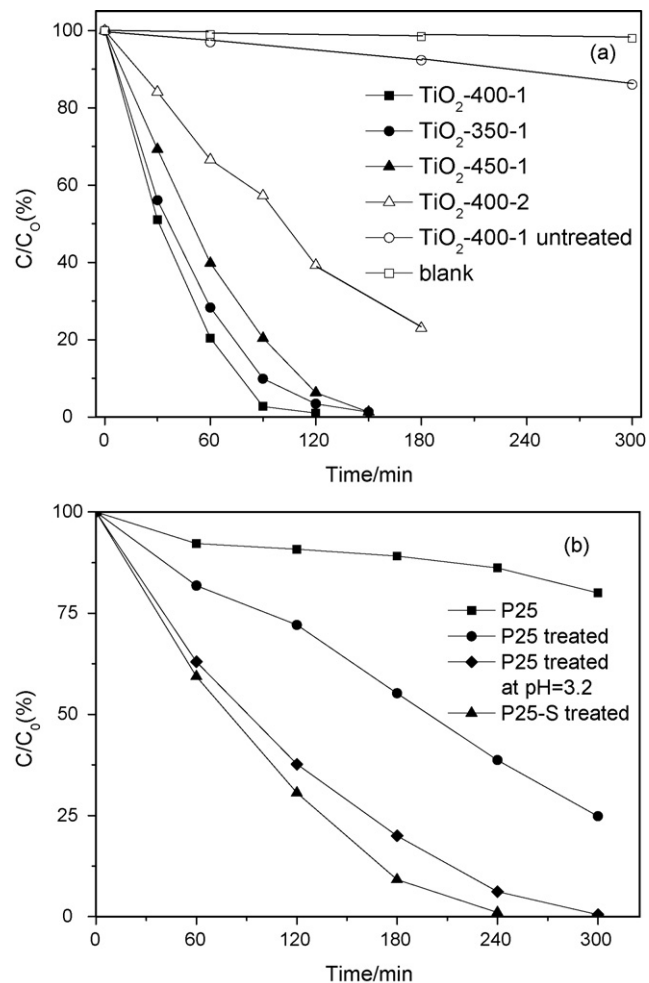 100
80
60
40
20
0
C/C_O(%)
(a)
TiO₂-400-1
TiO₂-350-1
TiO₂-450-1
TiO₂-400-2
TiO₂-400-1 untreated
blank
0 60 120 180 240 300
Time/min
100
75
50
25
0
C/C₀(%)
(b)
P25
P25 treated
P25 treated
at pH=3.2
P25-S treated
0 60 120 180 240 300
Time/min